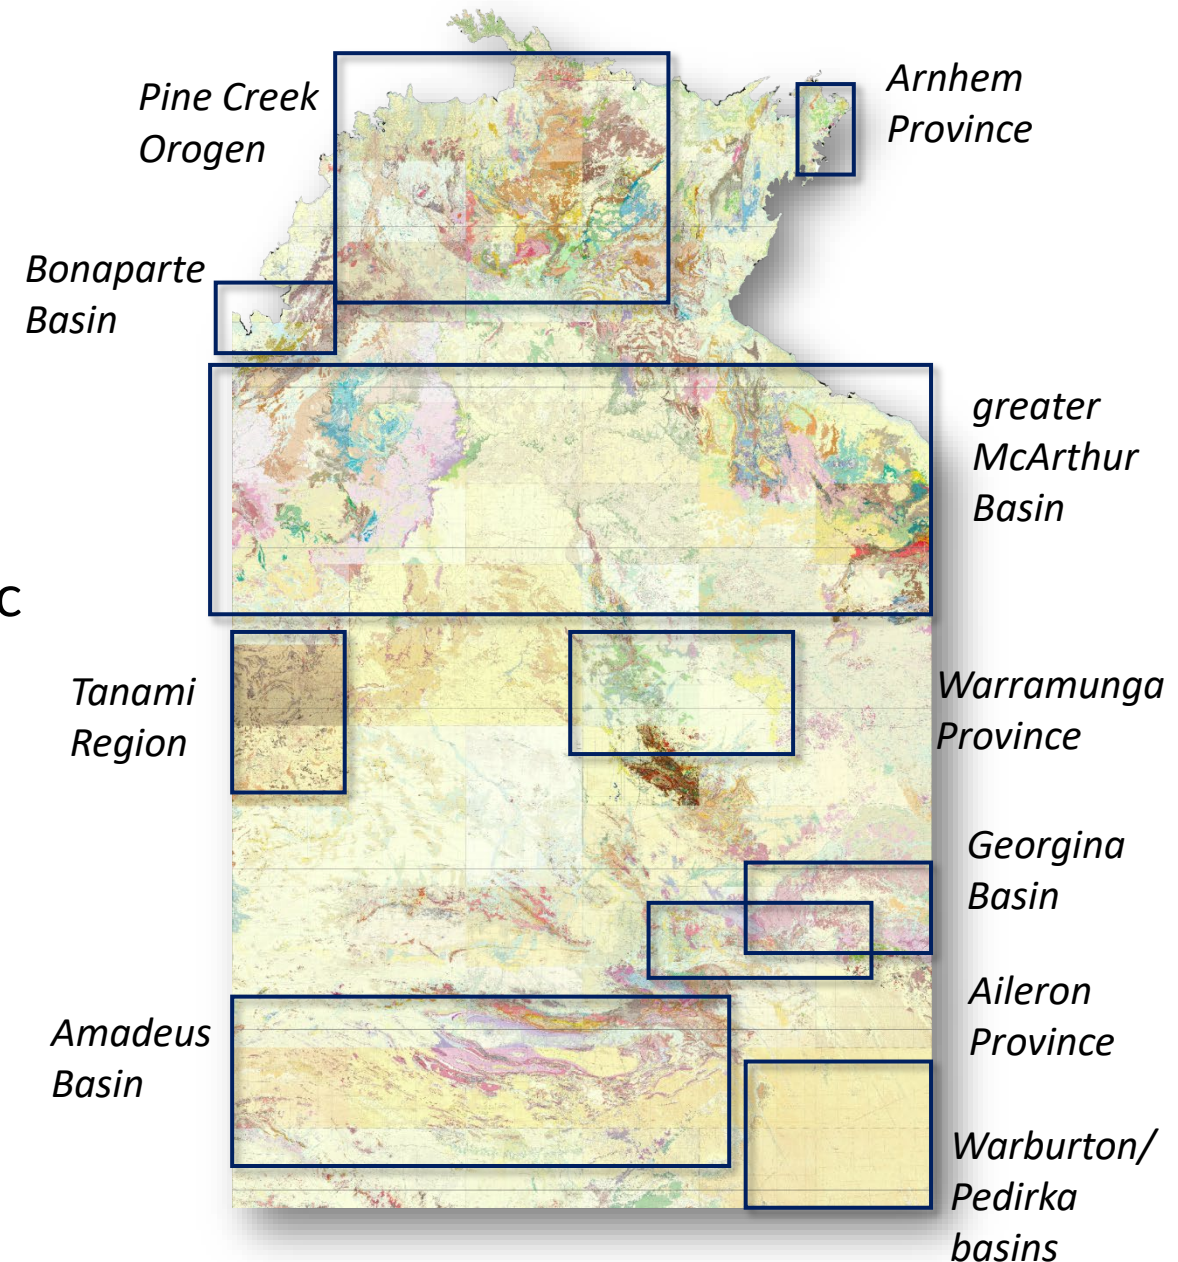 Pine Creek
Orogen
Arnhem
Province
Bonaparte
Basin
greater
McArthur
Basin
c
Tanami
Region
Warramunga
Province
Georgina
Basin
Aileron
Province
Amadeus
Basin
Warburton/
Pedirka
basins